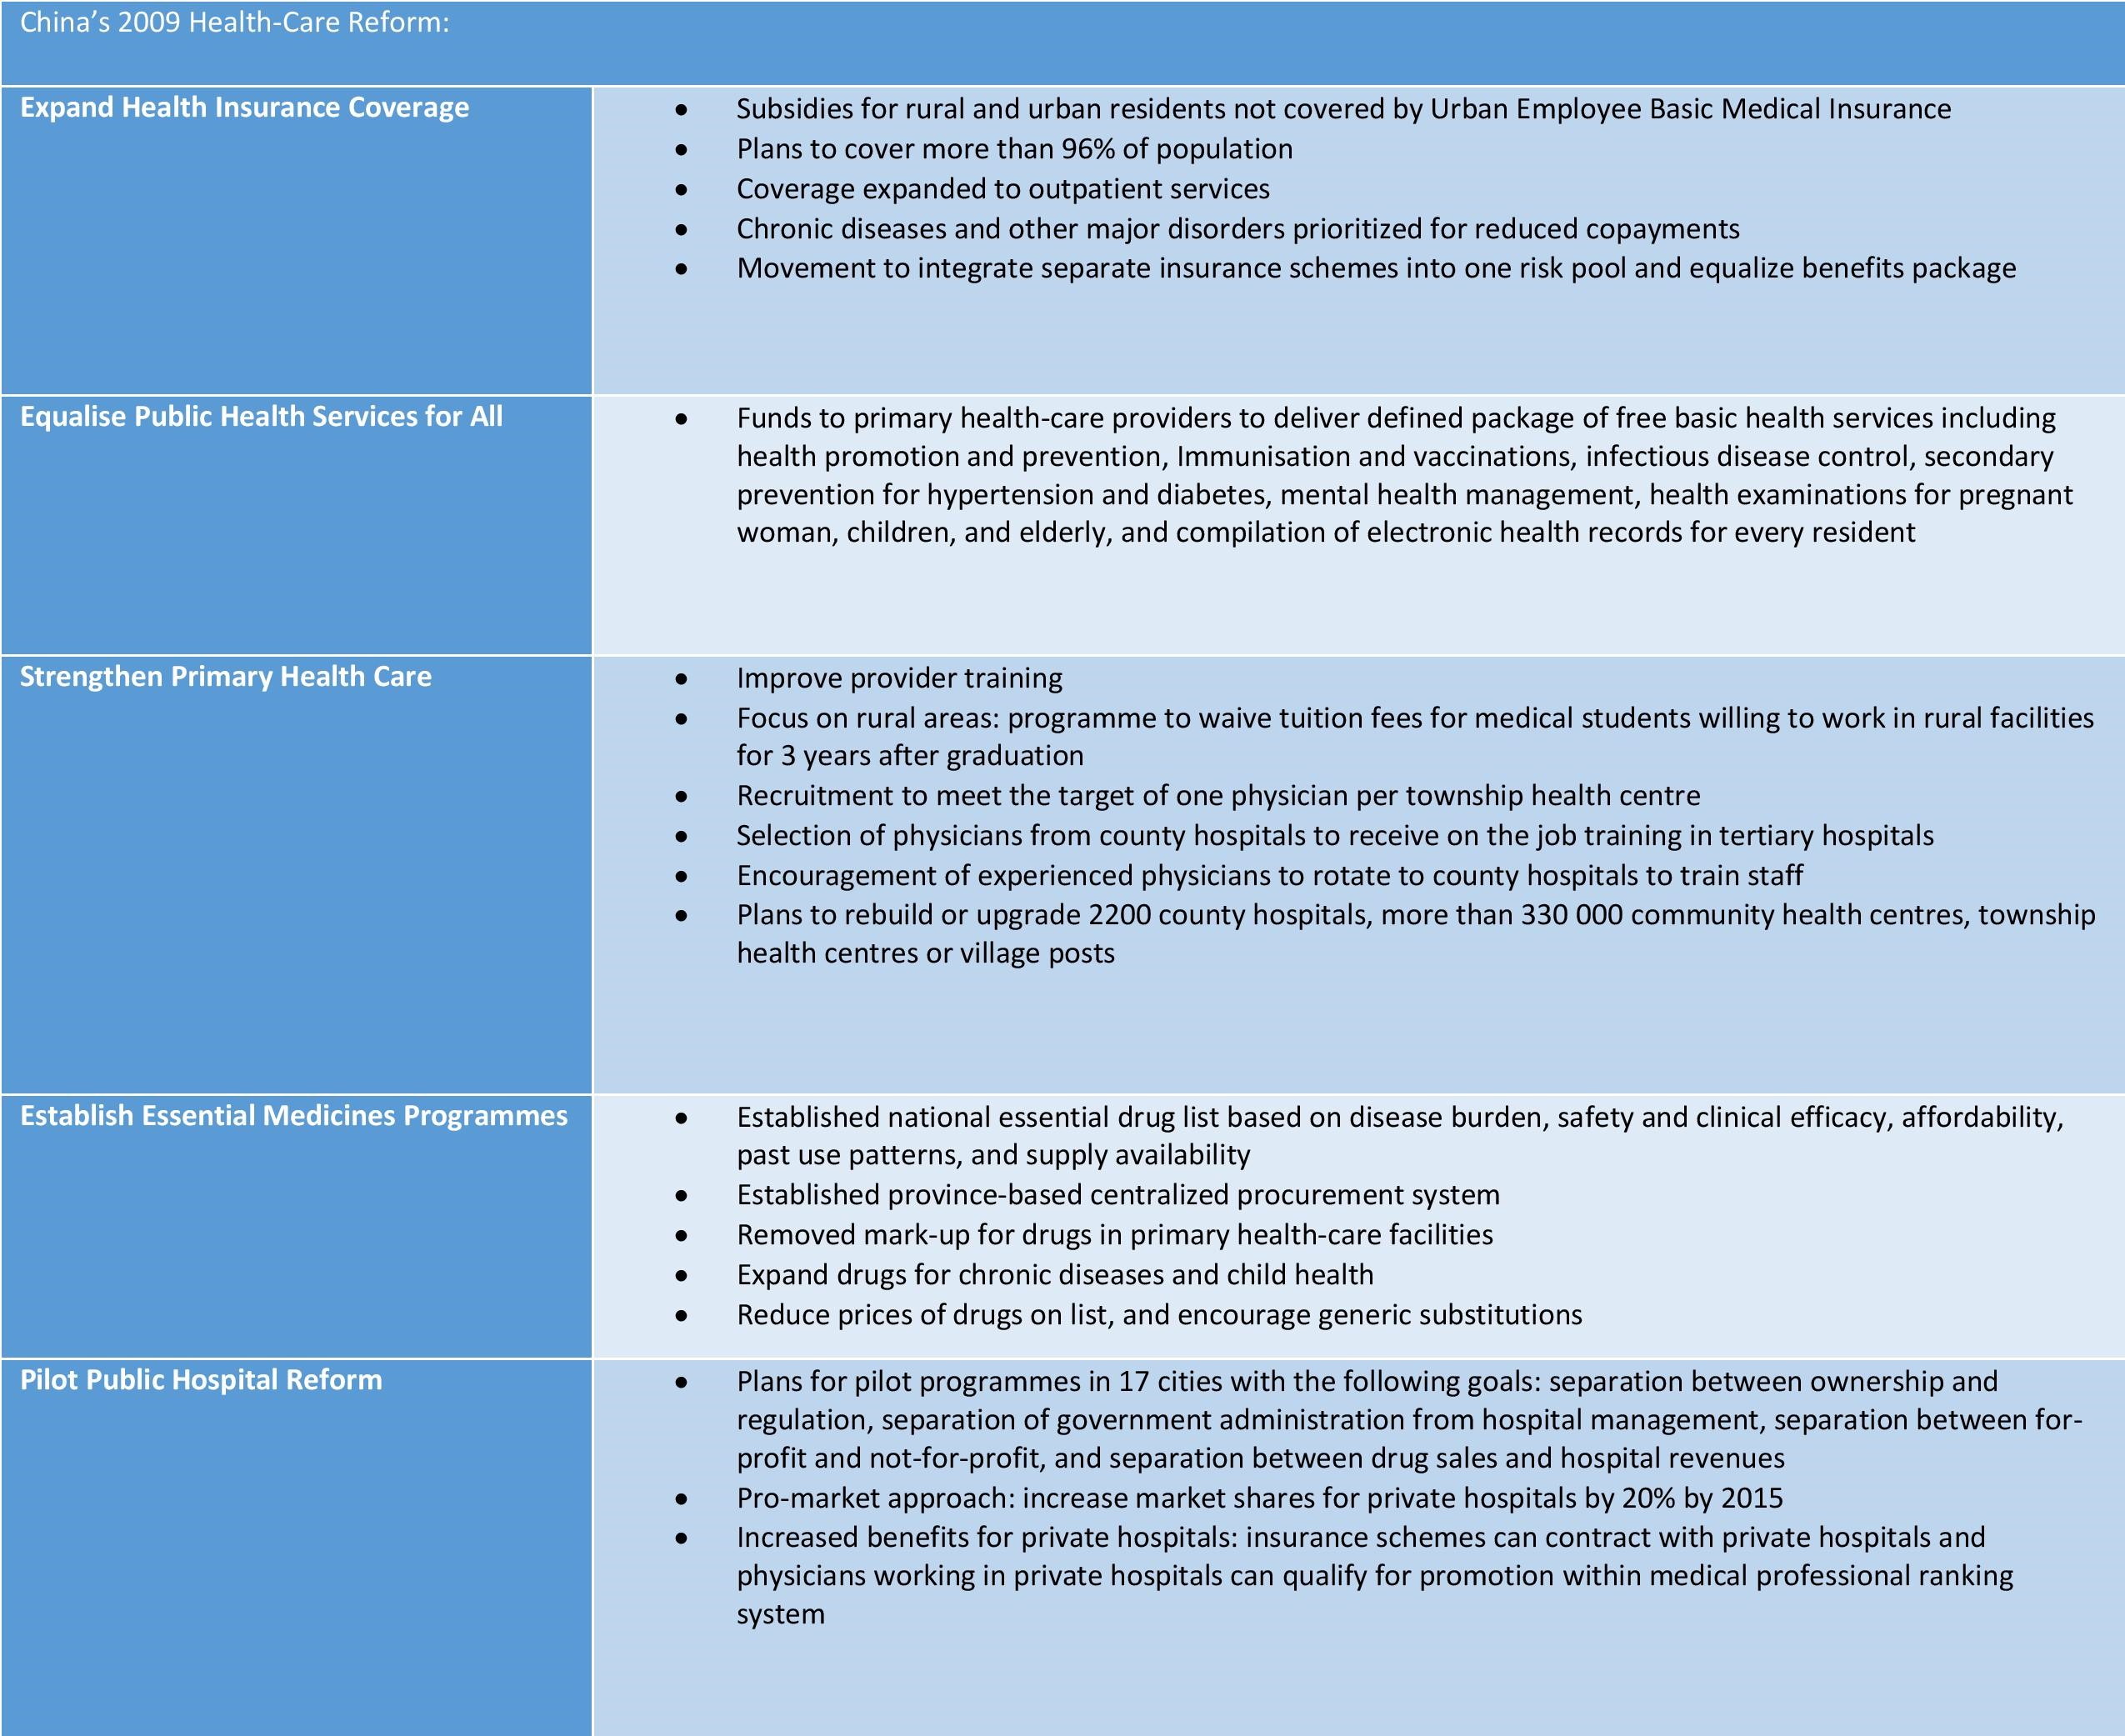 China’s 2009 Health-Care Reform:
Expand Health Insurance Coverage
• Subsidies for rural and urban residents not covered by Urban Employee Basic Medical Insurance
• Plans to cover more than 96% of population
• Coverage expanded to outpatient services
• Chronic diseases and other major disorders prioritized for reduced copayments
• Movement to integrate separate insurance schemes into one risk pool and equalize benefits package
Equalise Public Health Services for All
• Funds to primary health-care providers to deliver defined package of free basic health services including
health promotion and prevention, Immunisation and vaccinations, infectious disease control, secondary
prevention for hypertension and diabetes, mental health management, health examinations for pregnant
woman, children, and elderly, and compilation of electronic health records for every resident
Strengthen Primary Health Care
• Improve provider training
• Focus on rural areas: programme to waive tuition fees for medical students willing to work in rural facilities
for 3 years after graduation
• Recruitment to meet the target of one physician per township health centre
• Selection of physicians from county hospitals to receive on the job training in tertiary hospitals
• Encouragement of experienced physicians to rotate to county hospitals to train staff
• Plans to rebuild or upgrade 2200 county hospitals, more than 330 000 community health centres, township
health centres or village posts
Establish Essential Medicines Programmes
• Established national essential drug list based on disease burden, safety and clinical efficacy, affordability,
past use patterns, and supply availability
• Established province-based centralized procurement system
• Removed mark-up for drugs in primary health-care facilities
• Expand drugs for chronic diseases and child health
• Reduce prices of drugs on list, and encourage generic substitutions
Pilot Public Hospital Reform
• Plans for pilot programmes in 17 cities with the following goals: separation between ownership and
regulation, separation of government administration from hospital management, separation between for-
profit and not-for-profit, and separation between drug sales and hospital revenues
• Pro-market approach: increase market shares for private hospitals by 20% by 2015
• Increased benefits for private hospitals: insurance schemes can contract with private hospitals and
physicians working in private hospitals can qualify for promotion within medical professional ranking
system